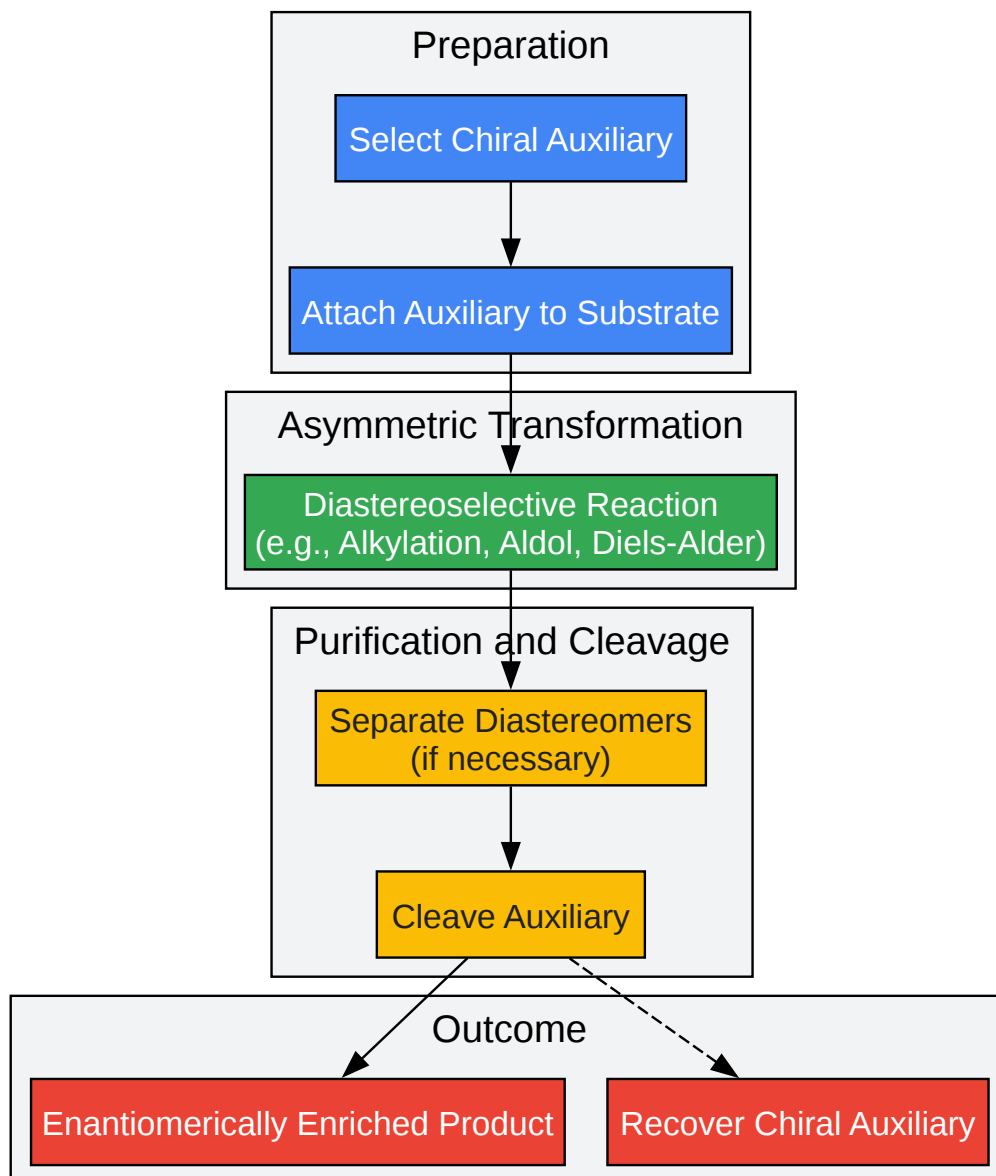 Preparation
Select Chiral Auxiliary
Attach Auxiliary to Substrate
Asymmetric Transformation
Diastereoselective Reaction
(e.g., Alkylation, Aldol, Diels-Alder)
Purification and Cleavage
Separate Diastereomers
(if necessary)
Cleave Auxiliary
Outcome
Enantiomerically Enriched Product
Recover Chiral Auxiliary